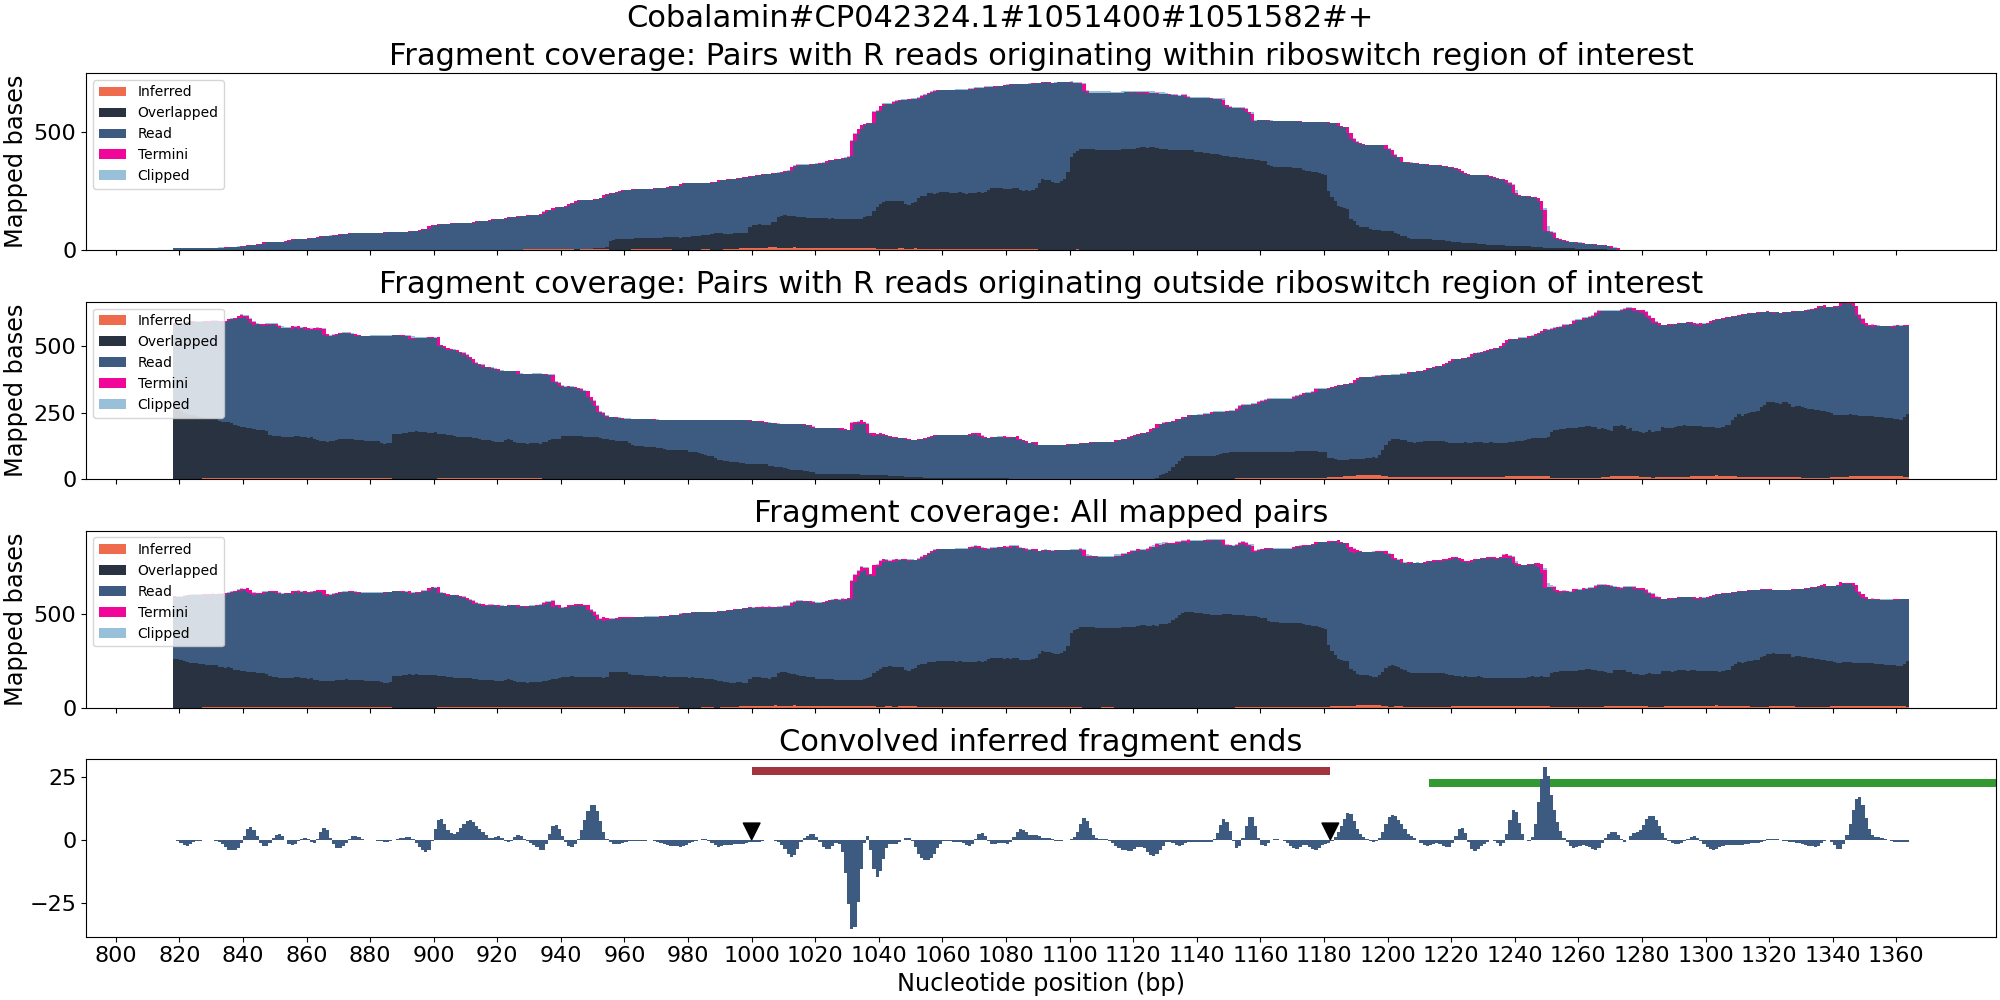 Cobalamin#CP042324.1#1051400#1051582#+
Fragment coverage: Pairs with R reads originating within riboswitch region of interest
Mapped bases
500
0
Inferred
Overlapped
Read
Termini
Clipped
Fragment coverage: Pairs with R reads originating outside riboswitch region of interest
Mapped bases
500
250
0
Inferred
Overlapped
Read
Termini
Clipped
Fragment coverage: All mapped pairs
Mapped bases
500
0
Inferred
Overlapped
Read
Termini
Clipped
Convolved inferred fragment ends
25
0
−25
800 820 840 860 880 900 920 940 960 980 1000 1020 1040 1060 1080 1100 1120 1140 1160 1180 1200 1220 1240 1260 1280 1300 1320 1340 1360
Nucleotide position (bp)